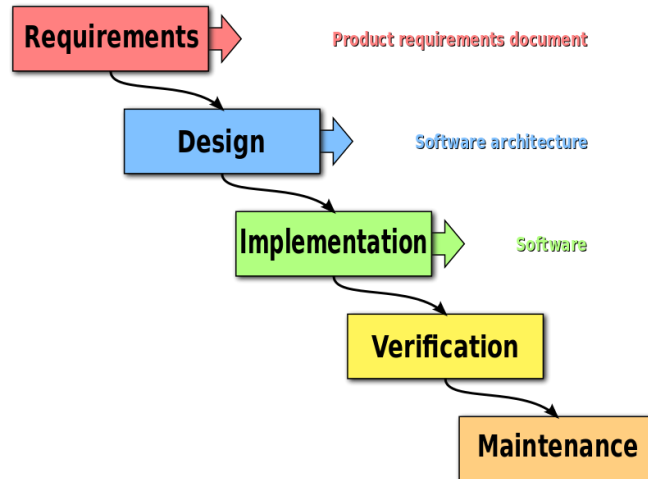 Requirements
Product requirements document
Design
Software architecture
Implementation
Software
Verification
Maintenance